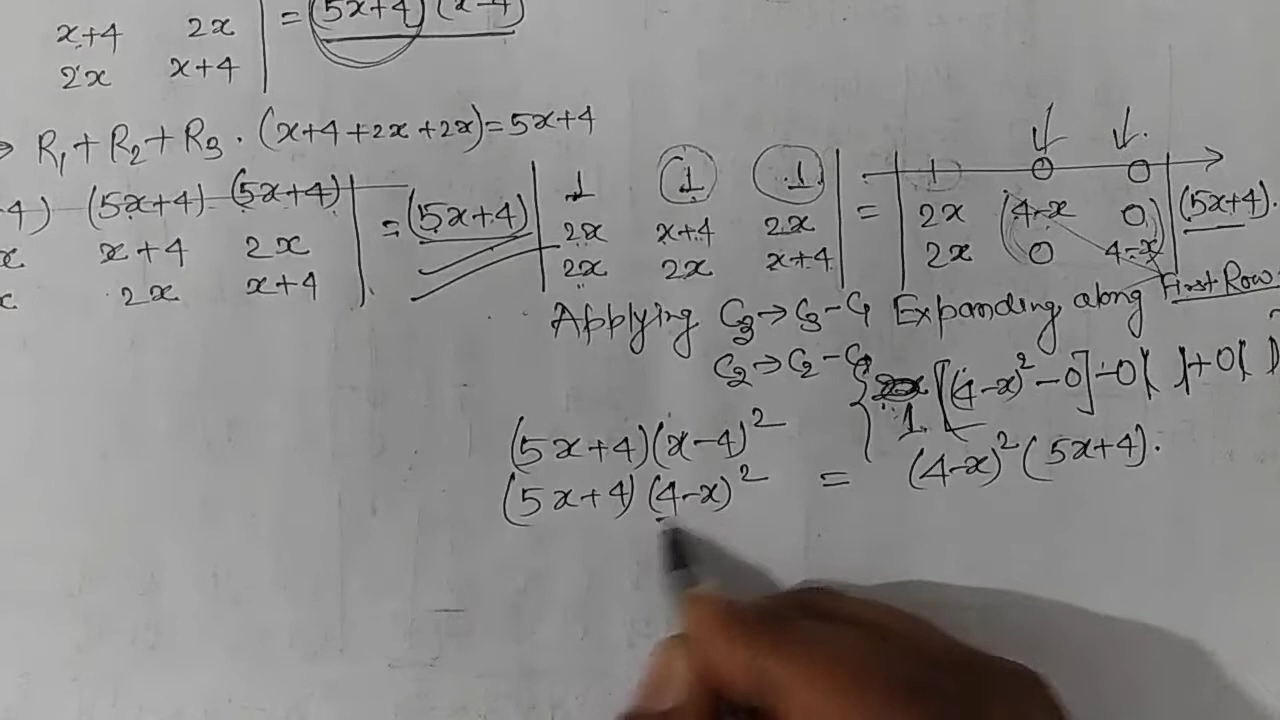 x+4 2x | = (5x+4)(x-4)
2x x+4
R₁+R₂+R₃ · (x+4+2x+2x)=5x+4
-4) (5x+4) (5x+4) | = (5x+4) | 1 1 1 | = | 1 0 0 | (5x+4).
x x+4 2x | 2x x+4 2x | 2x 4-x 0 |
x 2x x+4 | 2x 2x x+4 | 2x 0 4-x |
Applying C₃→C₃-C₁ Expanding along First Row
C₂→C₂-C₁
{ 1 [(4-x)²-0]-0( )+0( )
(5x+4)(x-4)²
(5x+4)(4-x)² = (4-x)²(5x+4).